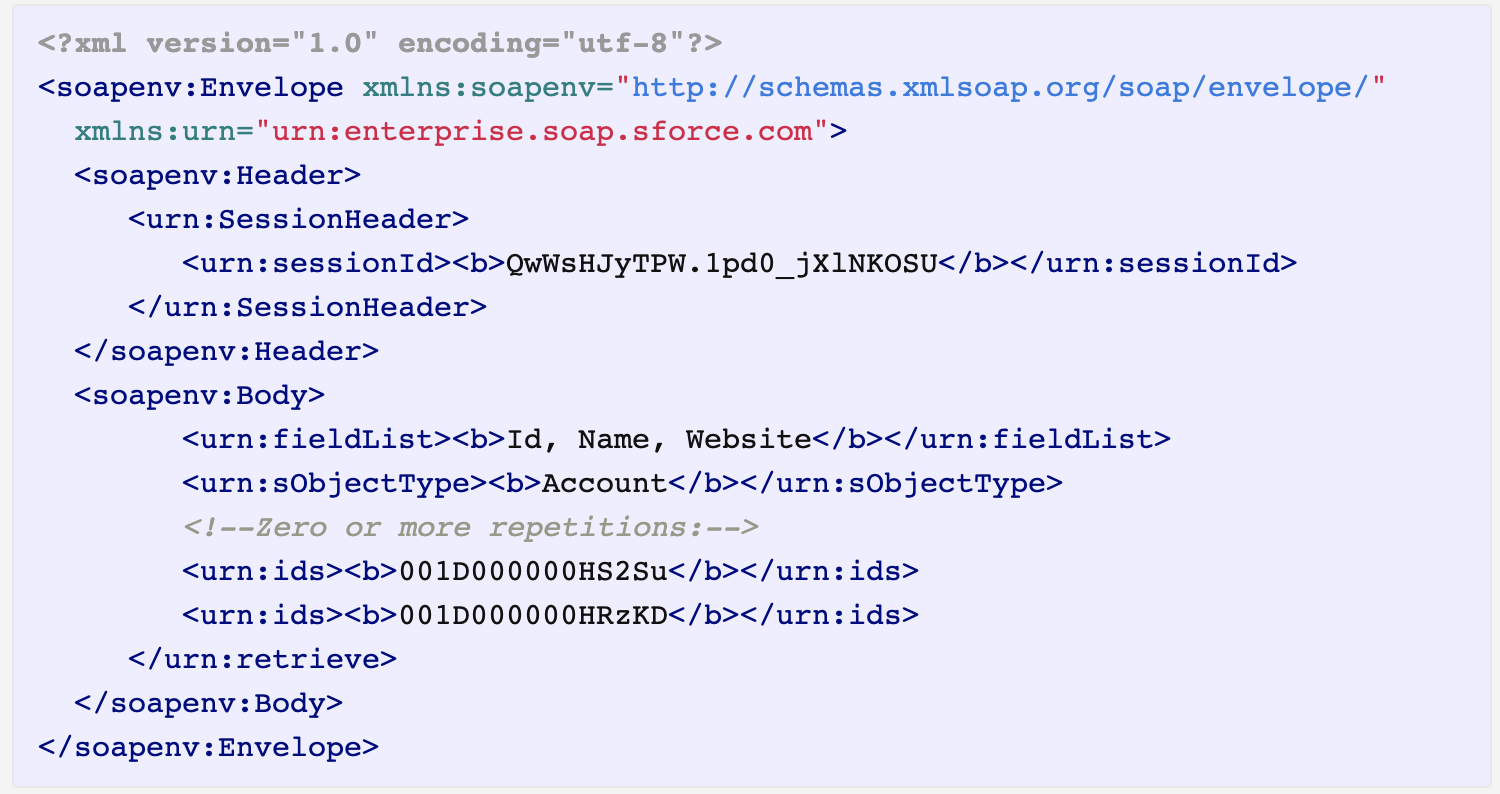 <?xml version="1.0" encoding="utf-8"?>
<soapenv:Envelope xmlns:soapenv="http://schemas.xmlsoap.org/soap/envelope/"
  xmlns:urn="urn:enterprise.soap.sforce.com">
  <soapenv:Header>
     <urn:SessionHeader>
        <urn:sessionId><b>QwWsHJyTPW.1pd0_jXlNKOSU</b></urn:sessionId>
     </urn:SessionHeader>
  </soapenv:Header>
  <soapenv:Body>
        <urn:fieldList><b>Id, Name, Website</b></urn:fieldList>
        <urn:sObjectType><b>Account</b></urn:sObjectType>
        <!--Zero or more repetitions:-->
        <urn:ids><b>001D000000HS2Su</b></urn:ids>
        <urn:ids><b>001D000000HRzKD</b></urn:ids>
     </urn:retrieve>
  </soapenv:Body>
</soapenv:Envelope>